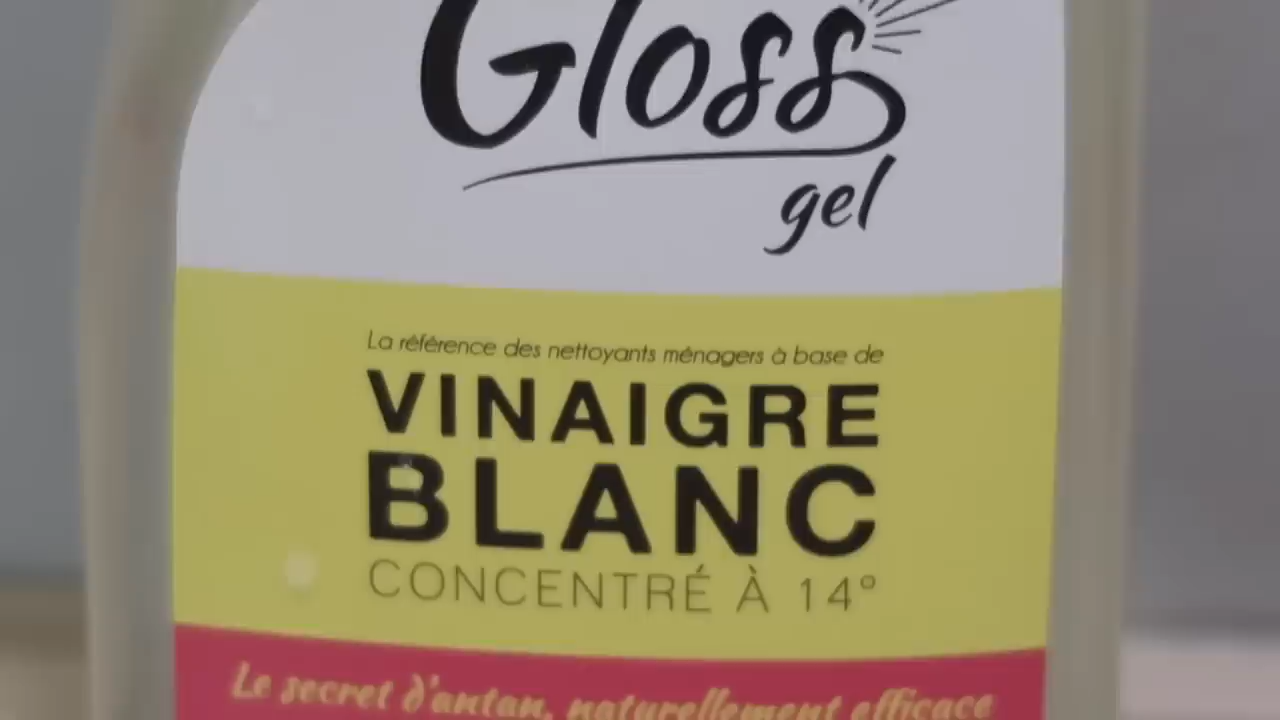 Gloss
gel
La référence des nettoyants ménagers à base de
VINAIGRE
BLANC
CONCENTRÉ À 14°
Le secret d'antan, naturellement efficace